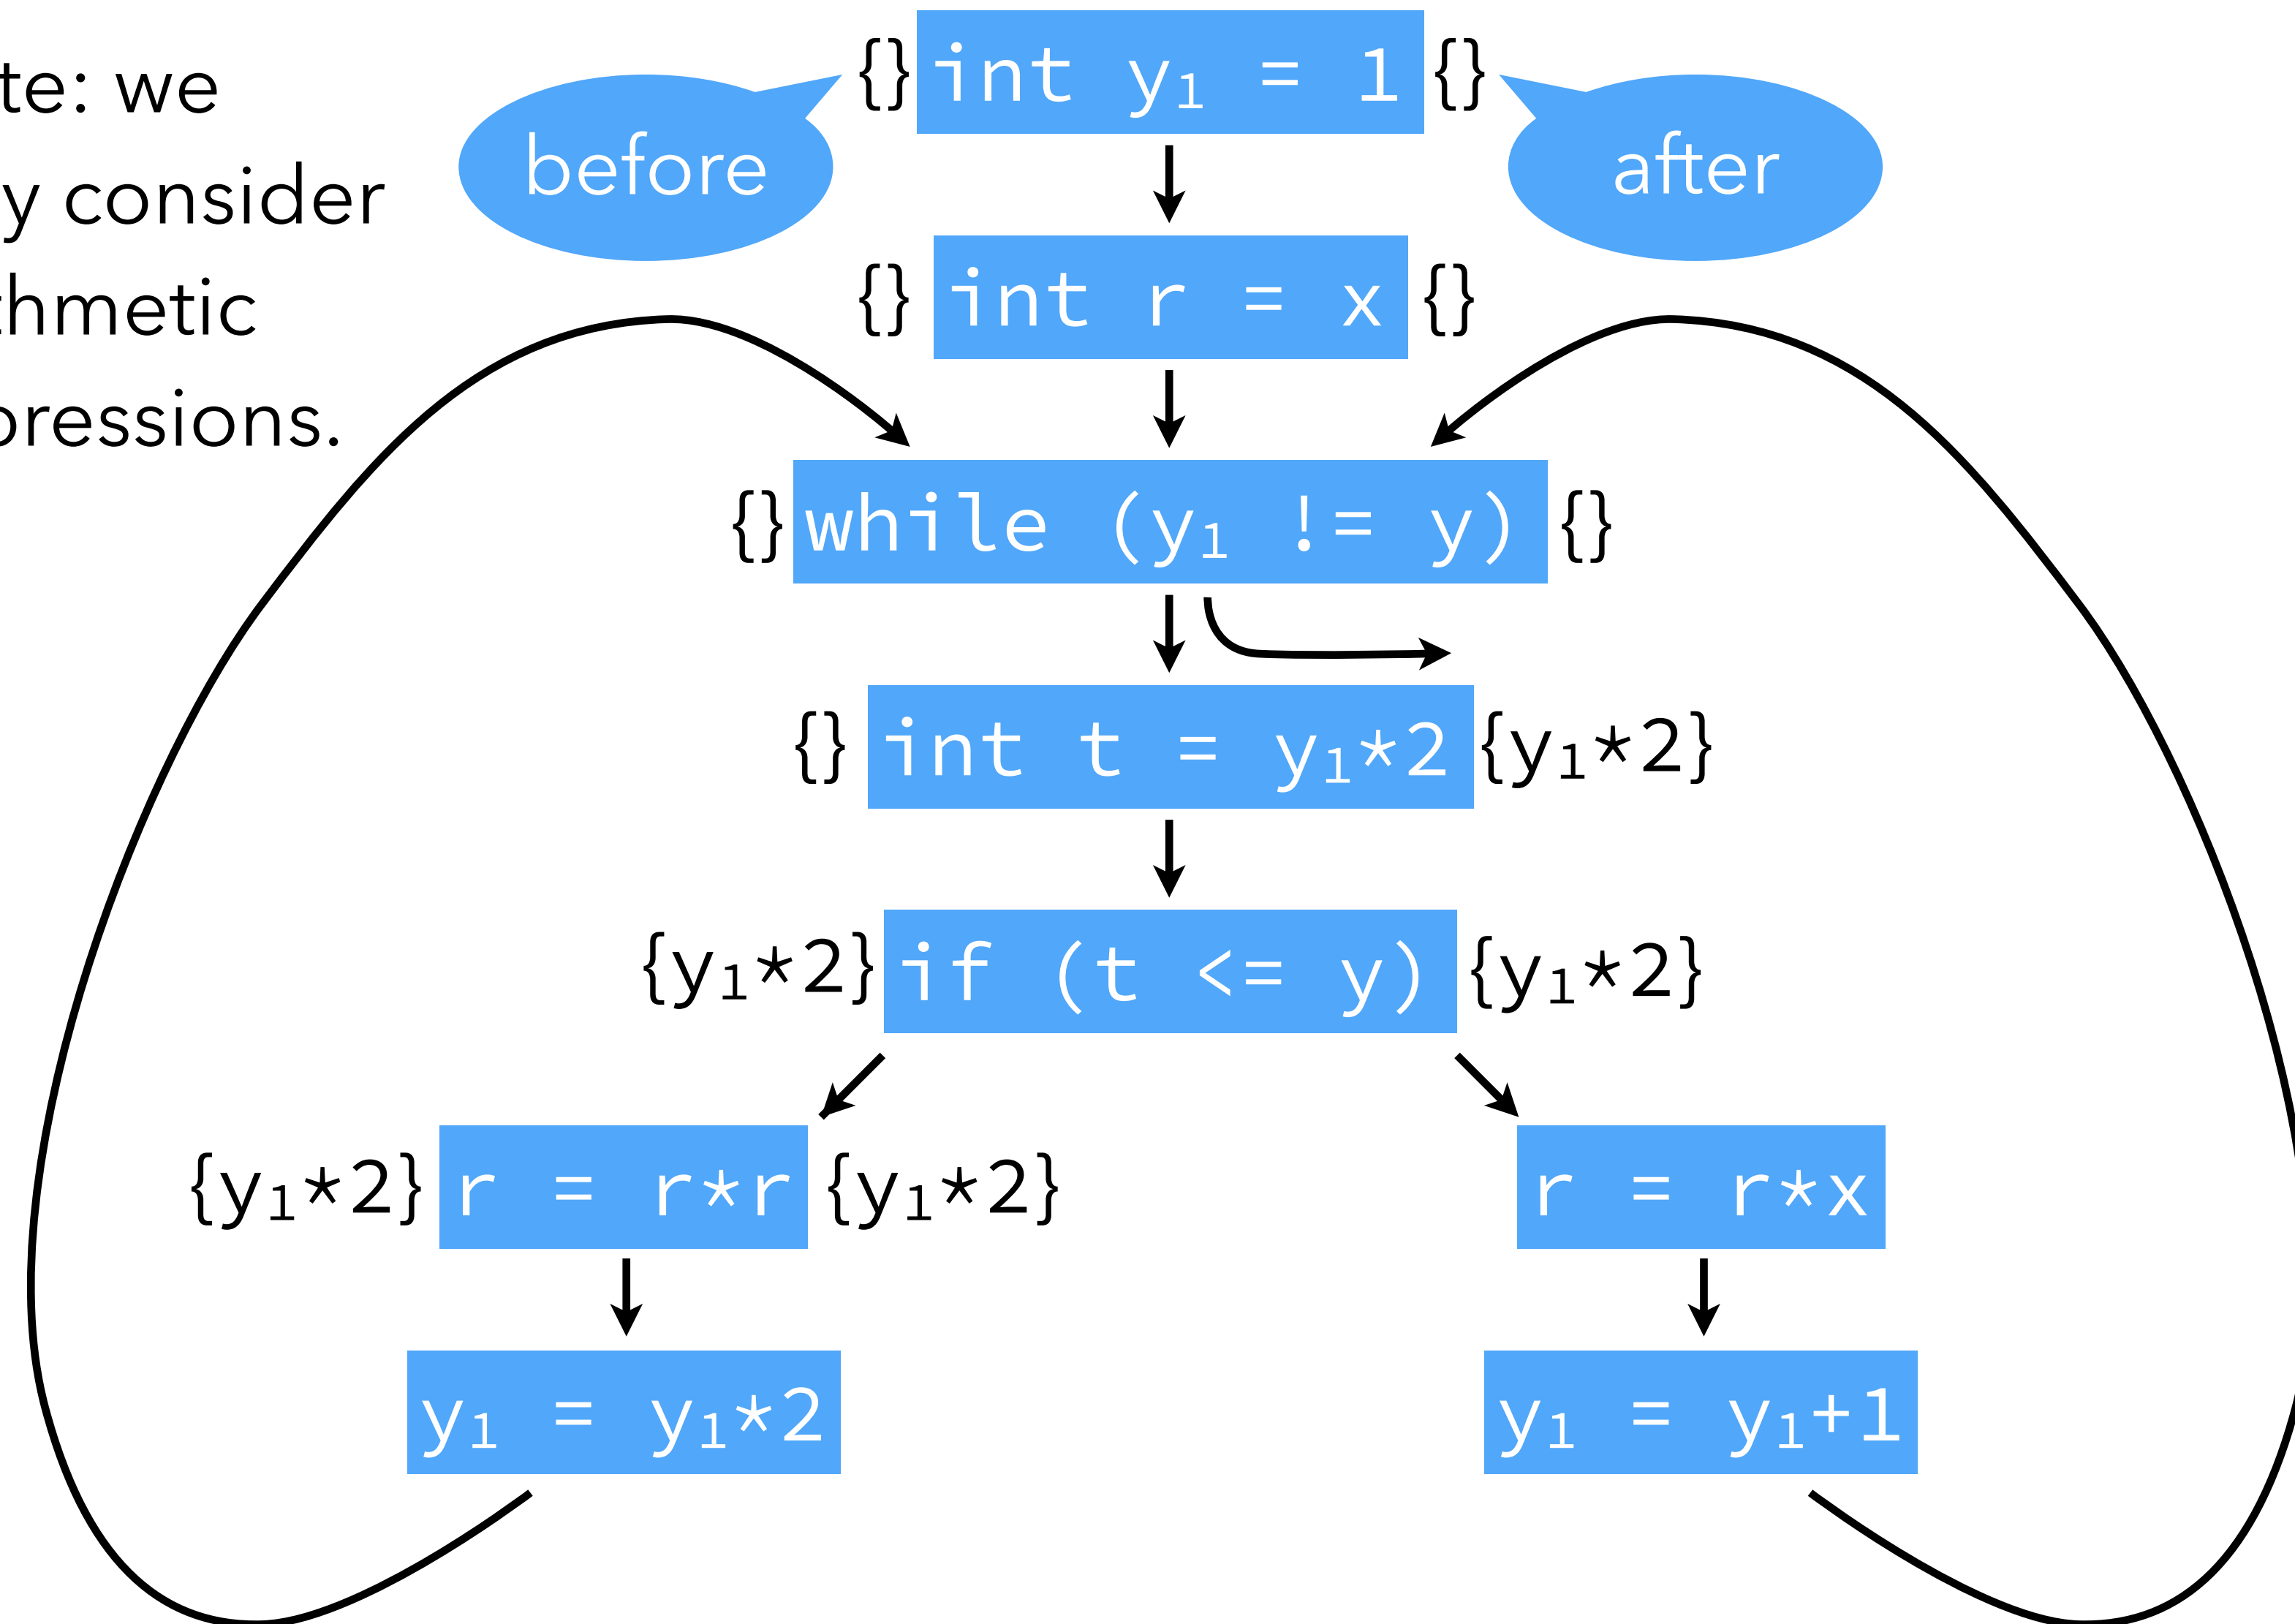 te: we
y consider
thmetic
pressions.
before
after
{} int y₁ = 1 {}
{} int r = x {}
{} while (y₁ != y) {}
{} int t = y₁*2 {y₁*2}
{y₁*2} if (t <= y) {y₁*2}
{y₁*2} r = r*r {y₁*2}
r = r*x
y₁ = y₁*2
y₁ = y₁+1